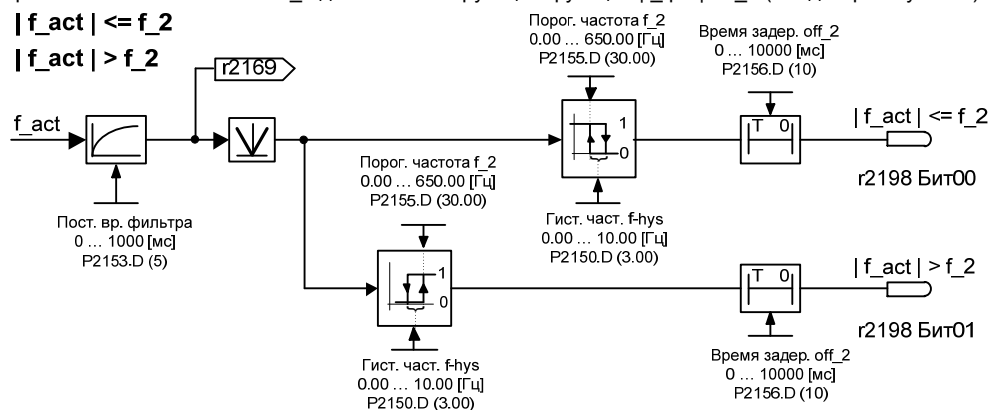 | f_act | <= f_2
| f_act | > f_2
r2169
f_act
Пост. вр. фильтра
0 ... 1000 [мс]
P2153.D (5)
Порог. частота f_2
0.00 ... 650.00 [Гц]
P2155.D (30.00)
1
0
Гист. част. f-hys
0.00 ... 10.00 [Гц]
P2150.D (3.00)
Время задер. off_2
0 ... 10000 [мс]
P2156.D (10)
T 0
| f_act | <= f_2
r2198 Бит00
Порог. частота f_2
0.00 ... 650.00 [Гц]
P2155.D (30.00)
1
0
Гист. част. f-hys
0.00 ... 10.00 [Гц]
P2150.D (3.00)
T 0
Время задер. off_2
0 ... 10000 [мс]
P2156.D (10)
| f_act | > f_2
r2198 Бит01